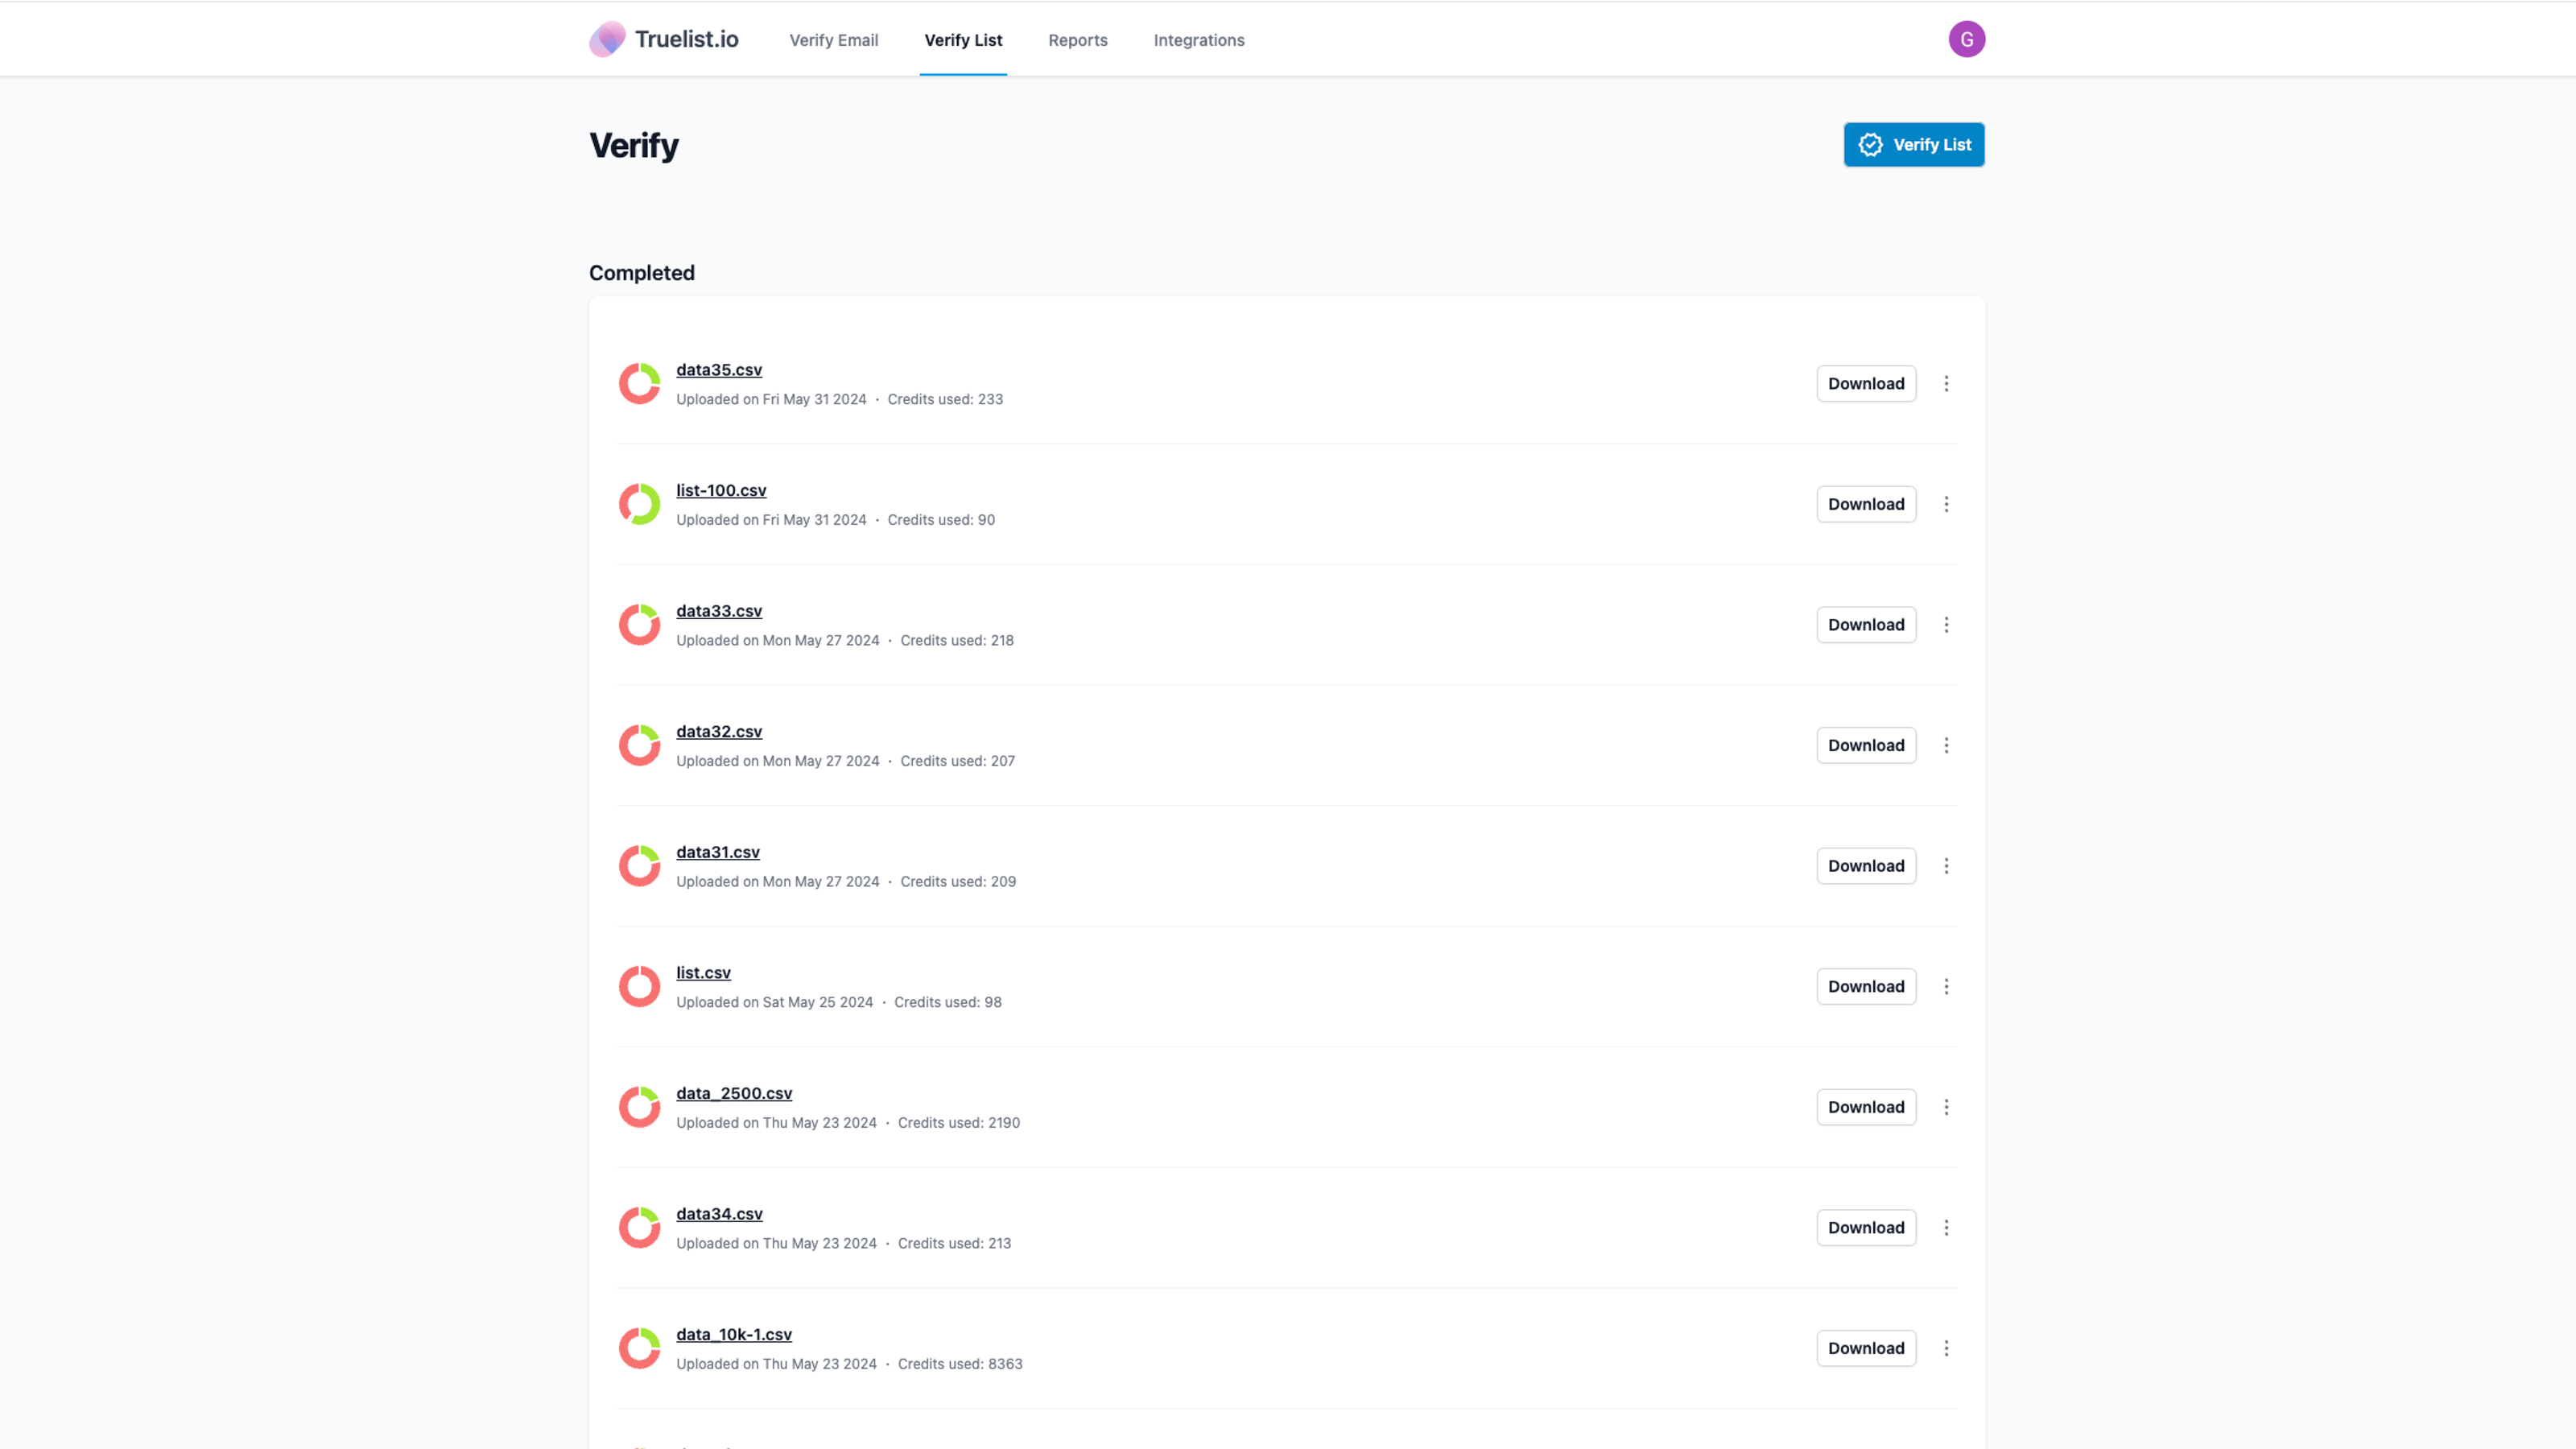 Truelist.io Verify Email Verify List Reports Integrations G
Verify
Verify List
Completed
data35.csv
Uploaded on Fri May 31 2024 · Credits used: 233
Download
list-100.csv
Uploaded on Fri May 31 2024 · Credits used: 90
Download
data33.csv
Uploaded on Mon May 27 2024 · Credits used: 218
Download
data32.csv
Uploaded on Mon May 27 2024 · Credits used: 207
Download
data31.csv
Uploaded on Mon May 27 2024 · Credits used: 209
Download
list.csv
Uploaded on Sat May 25 2024 · Credits used: 98
Download
data_2500.csv
Uploaded on Thu May 23 2024 · Credits used: 2190
Download
data34.csv
Uploaded on Thu May 23 2024 · Credits used: 213
Download
data_10k-1.csv
Uploaded on Thu May 23 2024 · Credits used: 8363
Download